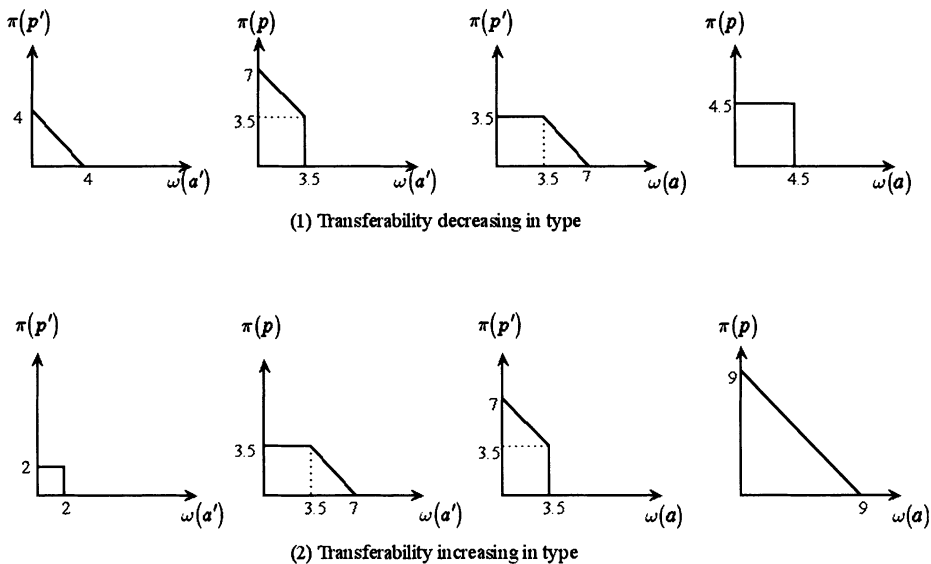 π(p′) π(p) π(p′) π(p)
7
4 3.5 3.5 4.5
4 3.5 3.5 7 4.5
ω(a′) ω(a′) ω(a) ω(a)
(1) Transferability decreasing in type
π(p′) π(p) π(p′) π(p)
9
7
3.5 3.5
2
2 3.5 7 3.5 9
ω(a′) ω(a′) ω(a) ω(a)
(2) Transferability increasing in type